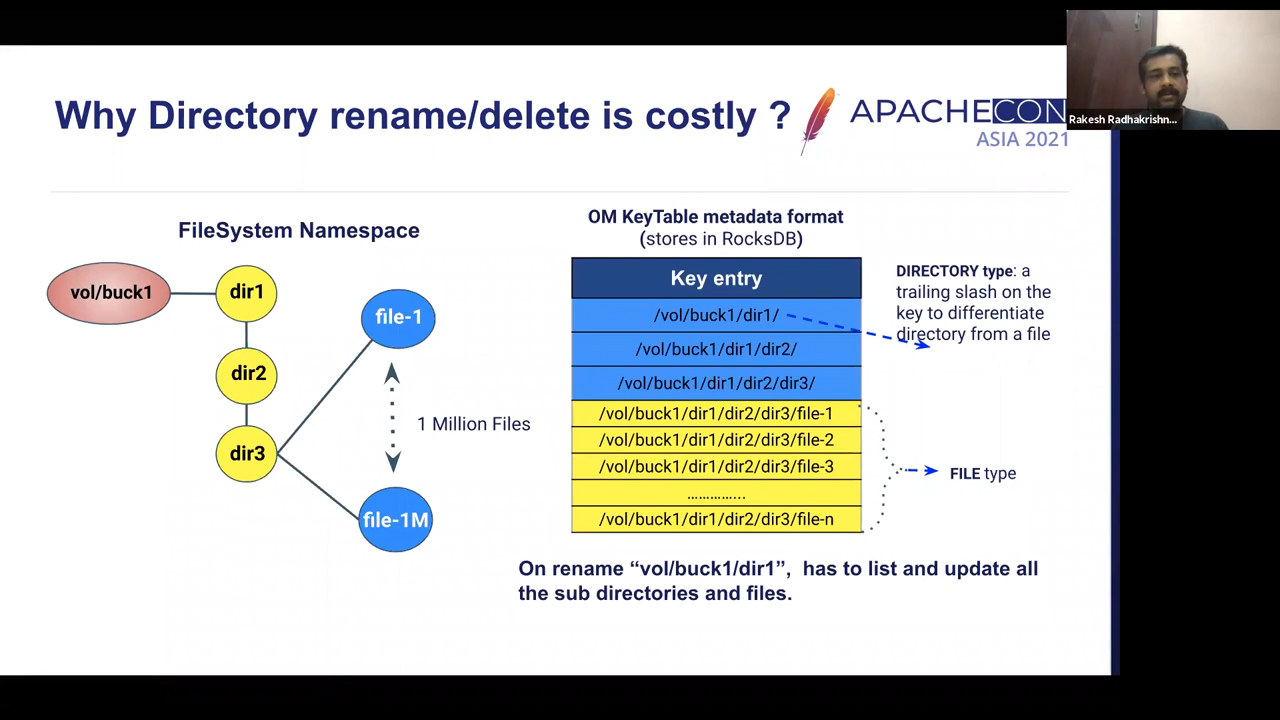 Why Directory rename/delete is costly ?
APACHECON
ASIA 2021
Rakesh Radhakrishn...
FileSystem Namespace
vol/buck1
dir1
dir2
dir3
file-1
1 Million Files
file-1M
OM KeyTable metadata format
(stores in RocksDB)
Key entry
/vol/buck1/dir1/
/vol/buck1/dir1/dir2/
/vol/buck1/dir1/dir2/dir3/
/vol/buck1/dir1/dir2/dir3/file-1
/vol/buck1/dir1/dir2/dir3/file-2
/vol/buck1/dir1/dir2/dir3/file-3
................
/vol/buck1/dir1/dir2/dir3/file-n
DIRECTORY type: a
trailing slash on the
key to differentiate
directory from a file
FILE type
On rename “vol/buck1/dir1”, has to list and update all
the sub directories and files.